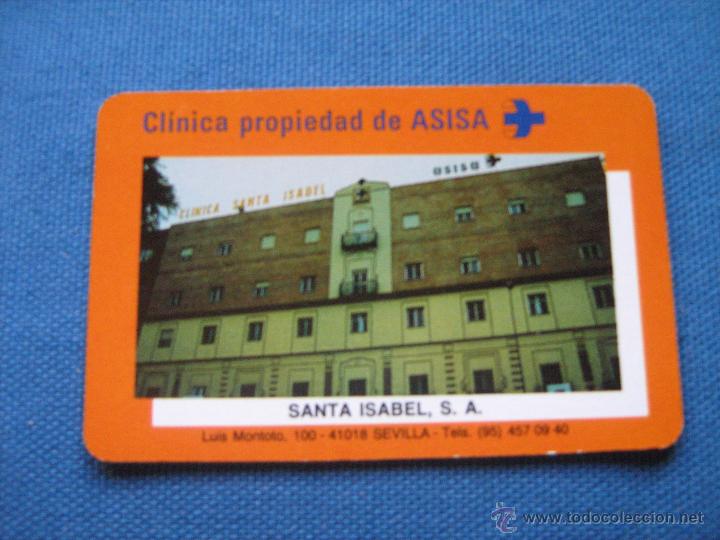 Clínica propiedad de ASISA
CLINICA SANTA ISABEL
asisa
SANTA ISABEL, S. A.
Luis Montoto, 100 - 41018 SEVILLA - Tels. (95) 457 09 40
www.todocoleccion.net